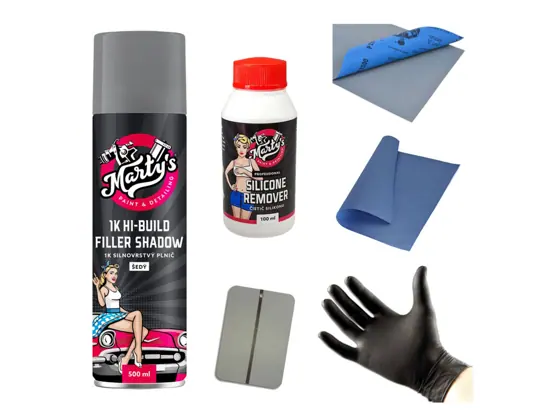 Marty's
PAINT & DETAILING
1K HI-BUILD
FILLER SHADOW
1K SILNOVRSTVÝ PLNIČ
ŠEDÝ
500 ml
Marty's
PROFESSIONAL
SILICONE
REMOVER
ČISTIČ SILIKONU
100 ml